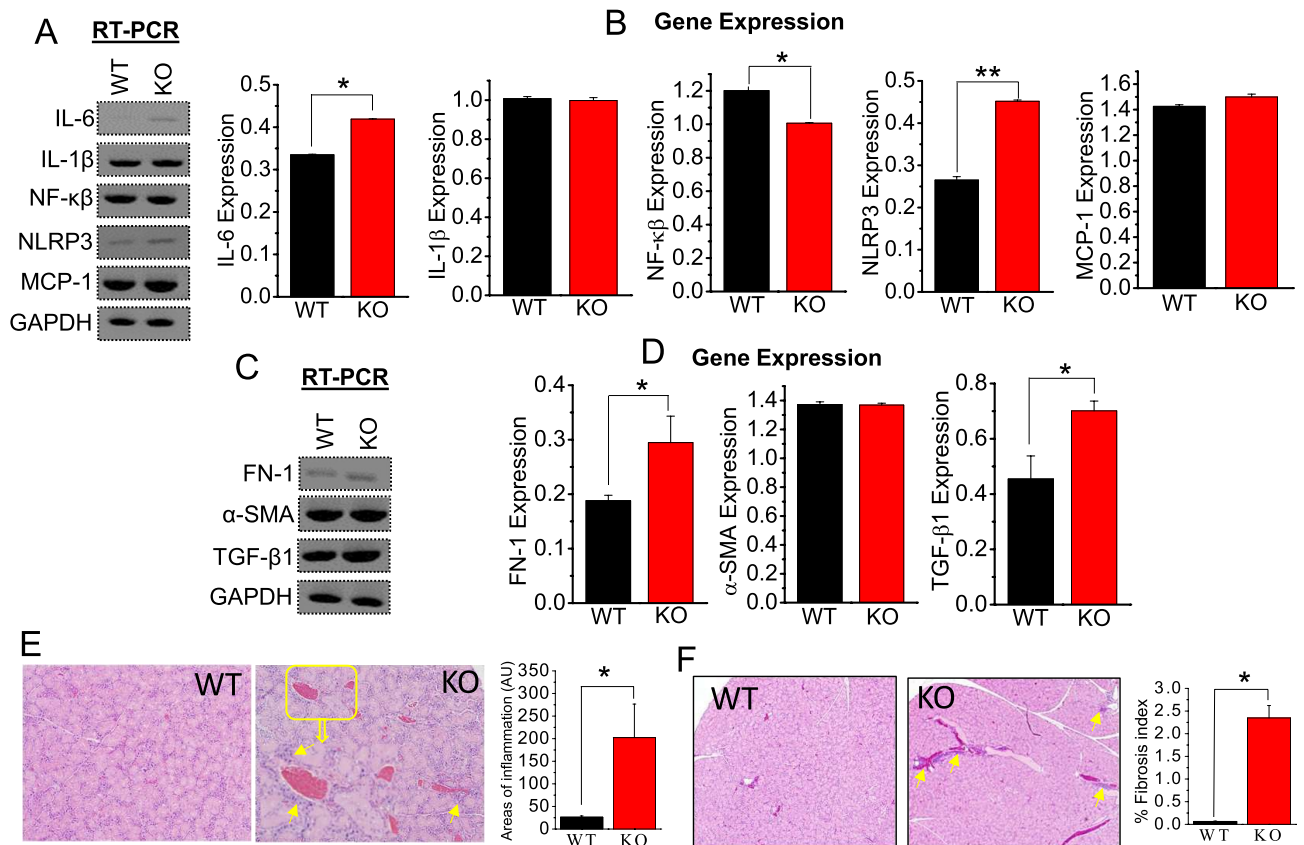 A
RT-PCR
WT
KO
IL-6
IL-1β
NF-κβ
NLRP3
MCP-1
GAPDH
IL-6 Expression
0.5
0.4
0.3
0.2
0.1
0.0
*
WT KO
IL-1β Expression
1.0
0.8
0.6
0.4
0.2
0.0
WT KO
B
Gene Expression
NF-κβ Expression
1.2
1.0
0.8
0.6
0.4
0.2
0.0
*
WT KO
NLRP3 Expression
0.5
0.4
0.3
0.2
0.1
0.0
**
WT KO
MCP-1 Expression
1.6
1.4
1.2
1.0
0.8
0.6
0.4
0.2
0.0
WT KO
C
RT-PCR
WT
KO
FN-1
α-SMA
TGF-β1
GAPDH
D
Gene Expression
FN-1 Expression
0.4
0.3
0.2
0.1
0.0
*
WT KO
α-SMA Expression
1.4
1.2
1.0
0.8
0.6
0.4
0.2
0.0
WT KO
TGF-β1 Expression
0.8
0.6
0.4
0.2
0.0
*
WT KO
E
WT
KO
Areas of inflamation (AU)
350
300
250
200
150
100
50
0
*
WT KO
F
WT
KO
% Fibrosis index
3.0
2.5
2.0
1.5
1.0
0.5
0.0
*
WT KO